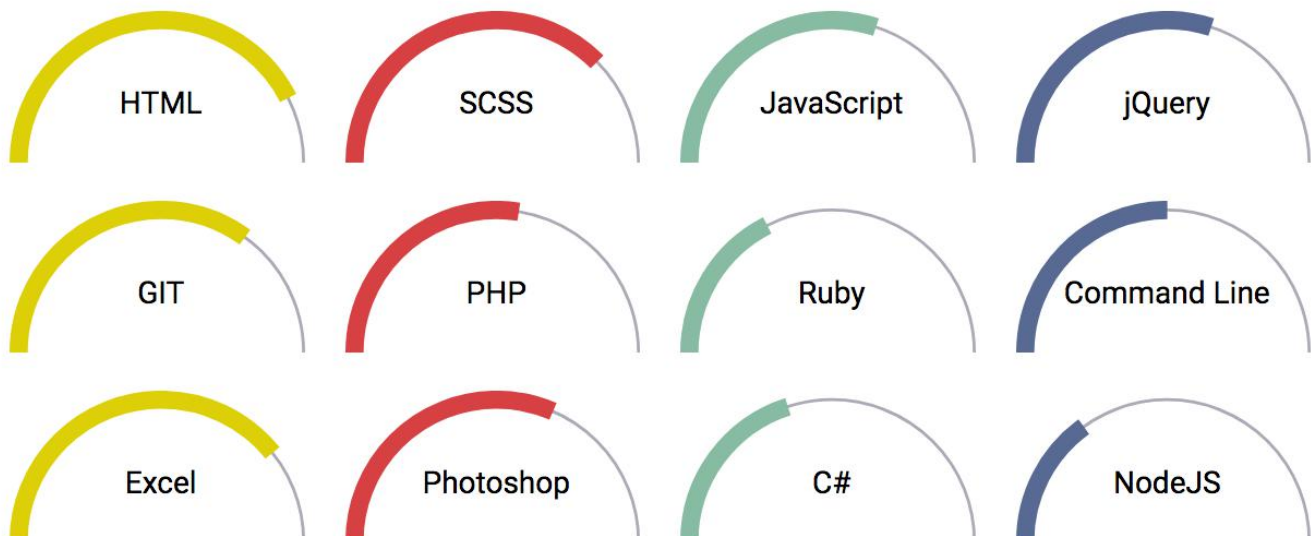 HTML
SCSS
JavaScript
jQuery
GIT
PHP
Ruby
Command Line
Excel
Photoshop
C#
NodeJS